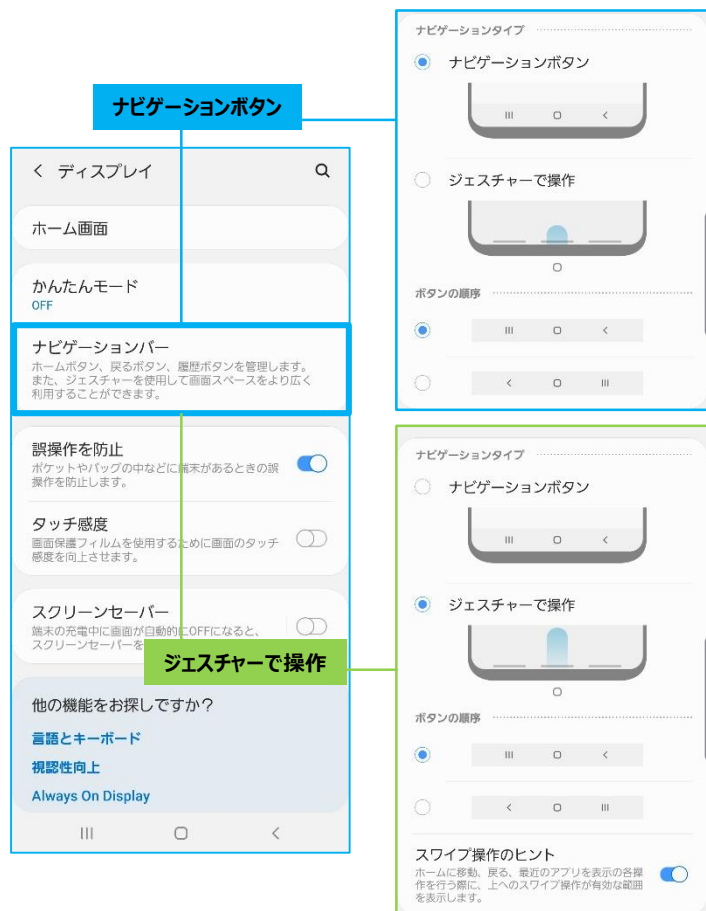 ナビゲーションボタン
ディスプレイ
ホーム画面
かんたんモード
OFF
ナビゲーションバー
ホームボタン、戻るボタン、履歴ボタンを管理します。
また、ジェスチャーを使用して画面スペースをより広く
利用することができます。
誤操作を防止
ポケットやバッグの中などに端末があるときの誤
操作を防止します。
タッチ感度
画面保護フィルムを使用するために画面のタッチ
感度を向上させます。
スクリーンセーバー
端末の充電中に画面が自動的にOFFになると、
スクリーンセーバーを
ジェスチャーで操作
他の機能をお探しですか？
言語とキーボード
視認性向上
Always On Display
ナビゲーションタイプ
ナビゲーションボタン
ジェスチャーで操作
ボタンの順序
ナビゲーションタイプ
ナビゲーションボタン
ジェスチャーで操作
ボタンの順序
スワイプ操作のヒント
ホームに移動、戻る、最近のアプリを表示の各操
作を行う際に、上へのスワイプ操作が有効な範囲
を表示します。